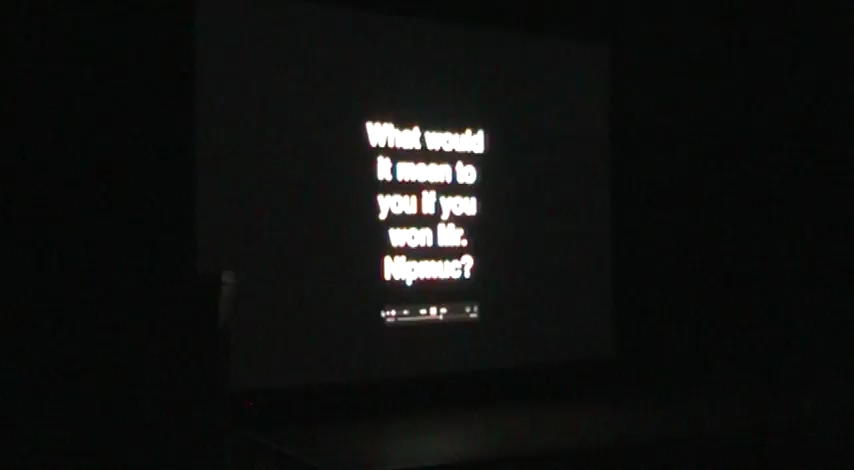 What would
it mean to
you if you
won Mr.
Nipmuc?